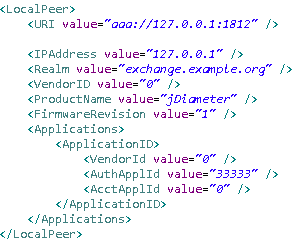 <LocalPeer>
<URI value="aaa://127.0.0.1:1812" />
<IPAddress value="127.0.0.1" />
<Realm value="exchange.example.org" />
<VendorID value="0" />
<ProductName value="jDiameter" />
<FirmwareRevision value="1" />
<Applications>
<ApplicationID>
<VendorId value="0" />
<AuthApplId value="33333" />
<AcctApplId value="0" />
</ApplicationID>
</Applications>
</LocalPeer>